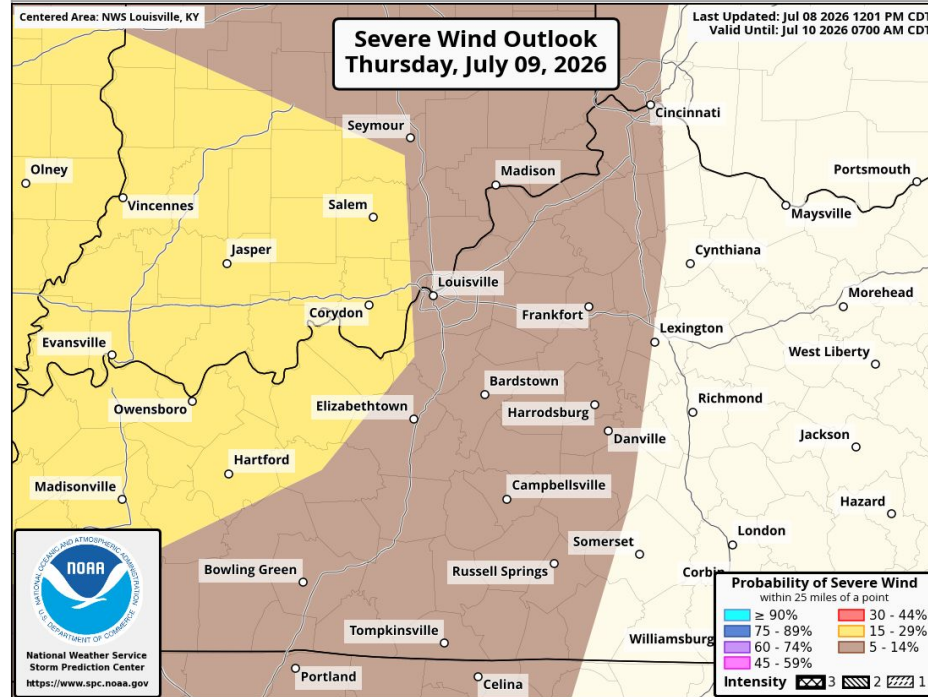 Centered Area: NWS Louisville, KY
Last Updated: Jul 08 2026 1201 PM CDT
Valid Until: Jul 10 2026 0700 AM CDT
Severe Wind Outlook
Thursday, July 09, 2026
Cincinnati
Seymour
Olney
Madison
Portsmouth
Vincennes
Salem
Maysville
Jasper
Cynthiana
Louisville
Morehead
Corydon
Frankfort
Lexington
Evansville
West Liberty
Bardstown
Owensboro
Elizabethtown
Harrodsburg
Richmond
Danville
Jackson
Hartford
Madisonville
Campbellsville
Hazard
London
Somerset
Bowling Green
Russell Springs
Corbin
Tompkinsville
Williamsburg
Portland
Celina
NATIONAL OCEANIC AND ATMOSPHERIC ADMINISTRATION
NOAA
U.S. DEPARTMENT OF COMMERCE
National Weather Service
Storm Prediction Center
https://www.spc.noaa.gov
Probability of Severe Wind
within 25 miles of a point
≥ 90% 30 - 44%
75 - 89% 15 - 29%
60 - 74% 5 - 14%
45 - 59%
Intensity 3 2 1